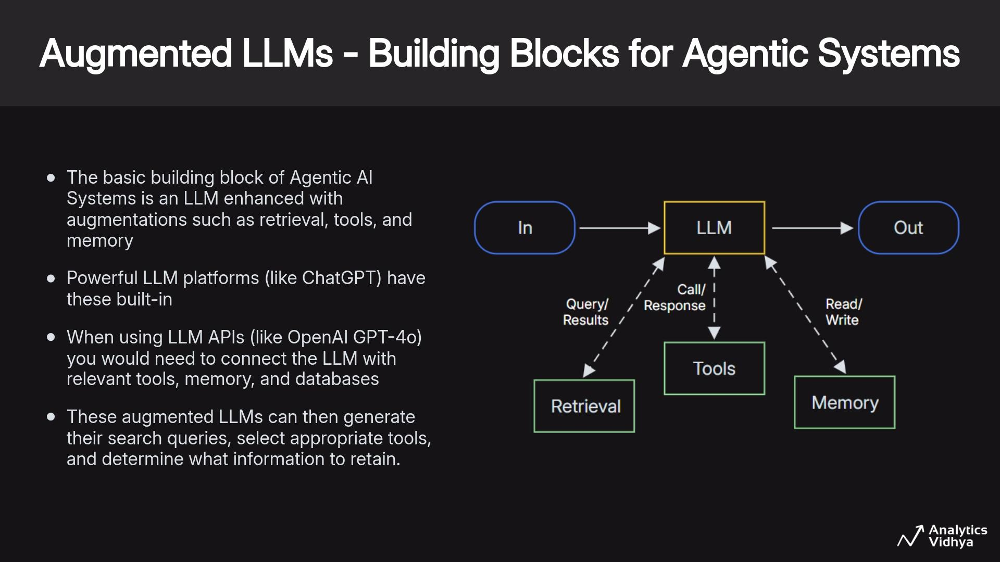 Augmented LLMs - Building Blocks for Agentic Systems
The basic building block of Agentic AI
Systems is an LLM enhanced with
augmentations such as retrieval, tools, and
memory
Powerful LLM platforms (like ChatGPT) have
these built-in
When using LLM APIs (like OpenAI GPT-4o)
you would need to connect the LLM with
relevant tools, memory, and databases
These augmented LLMs can then generate
their search queries, select appropriate tools,
and determine what information to retain.
In
LLM
Out
Query/
Results
Call/
Response
Read/
Write
Retrieval
Tools
Memory
Analytics
Vidhya